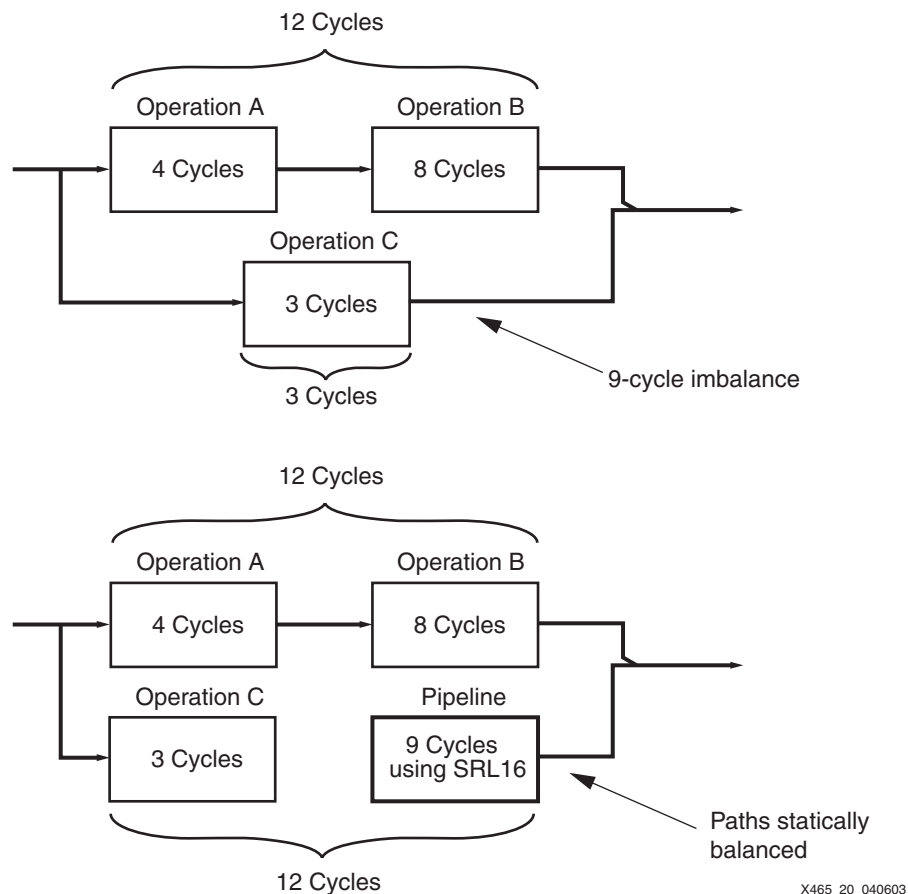 12 Cycles
Operation A
Operation B
4 Cycles
8 Cycles
Operation C
3 Cycles
9-cycle imbalance
3 Cycles
12 Cycles
Operation A
Operation B
4 Cycles
8 Cycles
Operation C
Pipeline
3 Cycles
9 Cycles
using SRL16
Paths statically
balanced
12 Cycles
X465_20_040603